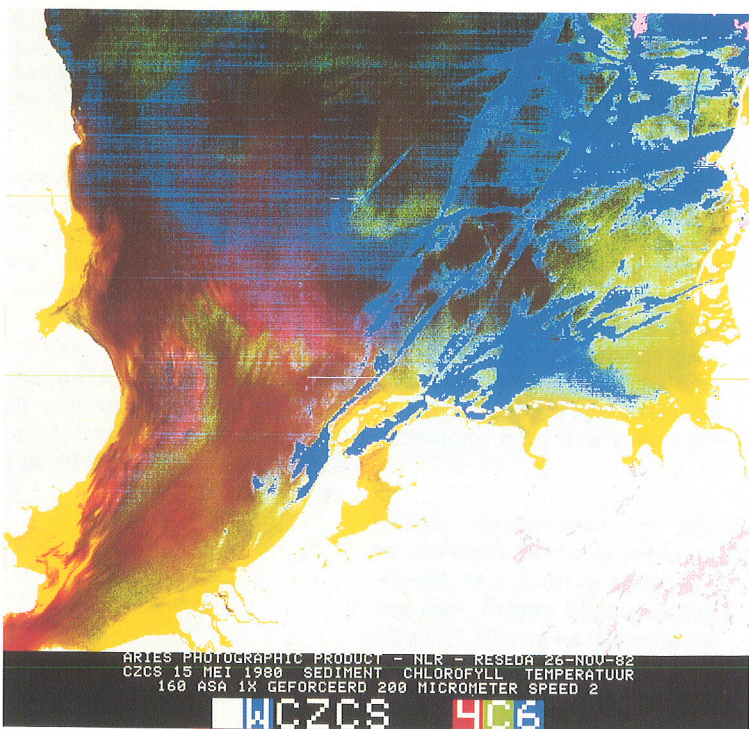 ARIES PHOTOGRAPHIC PRODUCT - NLR - RESEDA 26-NOV-82
CZCS 15 MEI 1980 SEDIMENT CHLOROFYLL TEMPERATUUR
160 ASA 1X GEFORCEERD 200 MICROMETER SPEED 2
W CZCS 4C6